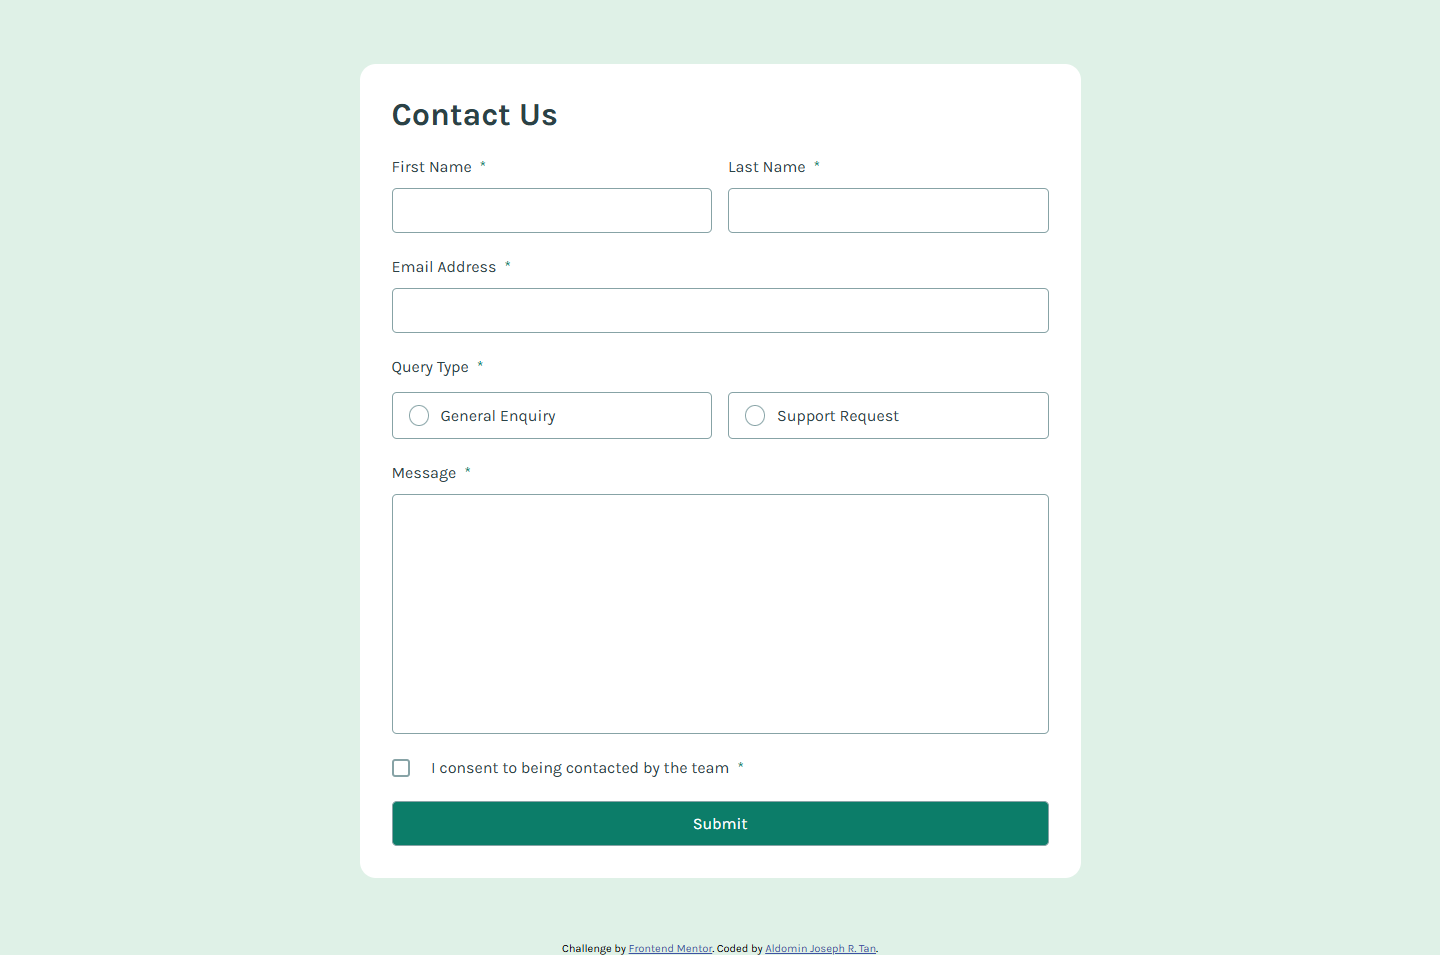 Contact Us
First Name *
Last Name *
Email Address *
Query Type *
General Enquiry
Support Request
Message *
I consent to being contacted by the team *
Submit
Challenge by Frontend Mentor. Coded by Aldomin Joseph R. Tan.